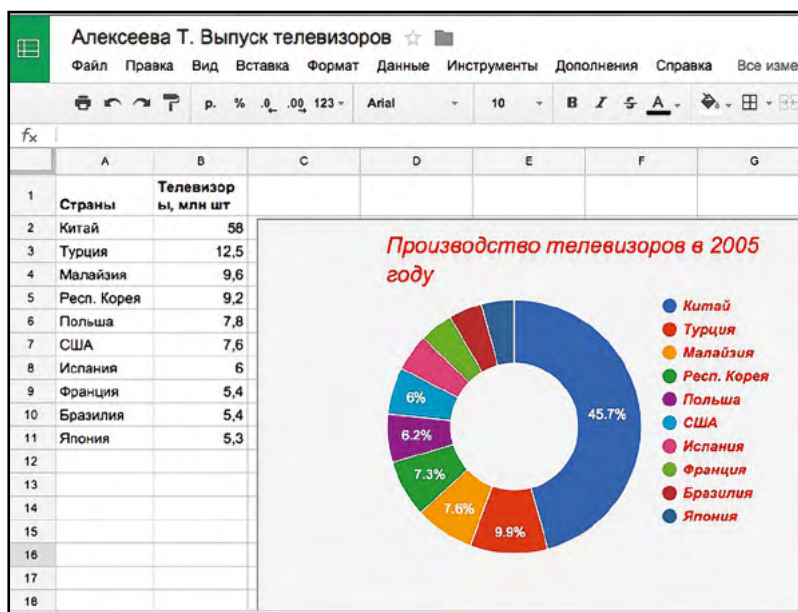 Алексеева Т. Выпуск телевизоров
Файл Правка Вид Вставка Формат Данные Инструменты Дополнения Справка Все изме
р. % .0 .00 123 Arial 10 B I S A
fx
A B C D E F G
1 Страны Телевизор
ы, млн шт
2 Китай 58
3 Турция 12,5
4 Малайзия 9,6
5 Респ. Корея 9,2
6 Польша 7,8
7 США 7,6
8 Испания 6
9 Франция 5,4
10 Бразилия 5,4
11 Япония 5,3
12
13
14
15
16
17
18
Производство телевизоров в 2005
году
45.7%
9.9%
7.6%
7.3%
6.2%
6%
Китай
Турция
Малайзия
Респ. Корея
Польша
США
Испания
Франция
Бразилия
Япония